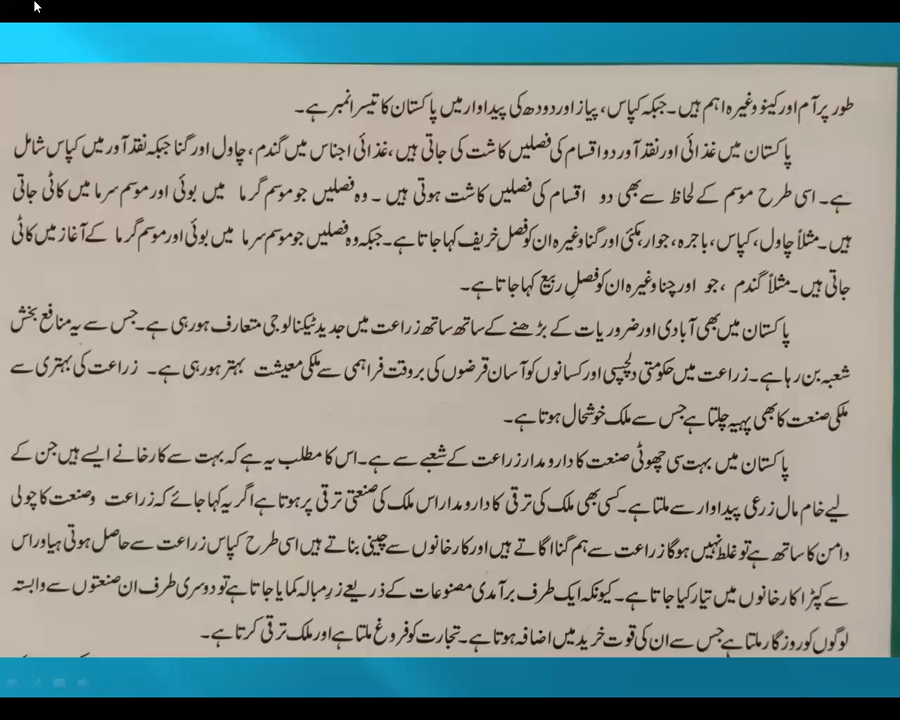 طور پر آم اور کینو وغیرہ اہم ہیں۔ جبکہ کپاس، پیاز اور دودھ کی پیداوار میں پاکستان کا تیسرا نمبر ہے۔
پاکستان میں غذائی اور نقد آور دو اقسام کی فصلیں کاشت کی جاتی ہیں، غذائی اجناس میں گندم، چاول اور گنا جبکہ نقد آور میں کپاس شامل
ہے۔ اسی طرح موسم کے لحاظ سے بھی دو اقسام کی فصلیں کاشت ہوتی ہیں۔ وہ فصلیں جو موسم گرما میں بوئی اور موسم سرما میں کاٹی جاتی
ہیں۔ مثلاً چاول، کپاس، باجرہ، جوار، مکئی اور گنا وغیرہ ان کو فصلِ خریف کہا جاتا ہے۔ جبکہ وہ فصلیں جو موسم سرما میں بوئی اور موسم گرما کے آغاز میں کاٹی
جاتی ہیں۔ مثلاً گندم، جو اور چنا وغیرہ ان کو فصلِ ربیع کہا جاتا ہے۔
پاکستان میں بھی آبادی اور ضروریات کے بڑھنے کے ساتھ ساتھ زراعت میں جدید ٹیکنالوجی متعارف ہو رہی ہے۔ جس سے یہ منافع بخش
شعبہ بن رہا ہے۔ زراعت میں حکومتی دلچسپی اور کسانوں کو آسان قرضوں کی بروقت فراہمی سے ملکی معیشت بہتر ہو رہی ہے۔ زراعت کی بہتری سے
ملکی صنعت کا بھی پہیہ چلتا ہے جس سے ملک خوشحال ہوتا ہے۔
پاکستان میں بہت سی چھوٹی صنعت کا دارومدار زراعت کے شعبے سے ہے۔ اس کا مطلب یہ ہے کہ بہت سے کارخانے ایسے ہیں جن کے
لیے خام مال زرعی پیداوار سے ملتا ہے۔ کسی بھی ملک کی ترقی کا دارومدار اس ملک کی صنعتی ترقی پر ہوتا ہے اگر یہ کہا جائے کہ زراعت وصنعت کا چولی
دامن کا ساتھ ہے تو غلط نہیں ہوگا زراعت سے ہم گنا اگاتے ہیں اور کارخانوں سے چینی بناتے ہیں اسی طرح کپاس زراعت سے حاصل ہوتی ہیاور اس
سے کپڑا کارخانوں میں تیار کیا جاتا ہے۔ کیونکہ ایک طرف برآمدی مصنوعات کے ذریعے زرِ مبالہ کمایا جاتا ہے تو دوسری طرف ان صنعتوں سے وابستہ
لوگوں کو روزگار ملتا ہے جس سے ان کی قوت خرید میں اضافہ ہوتا ہے۔ تجارت کو فروغ ملتا ہے اور ملک ترقی کرتا ہے۔